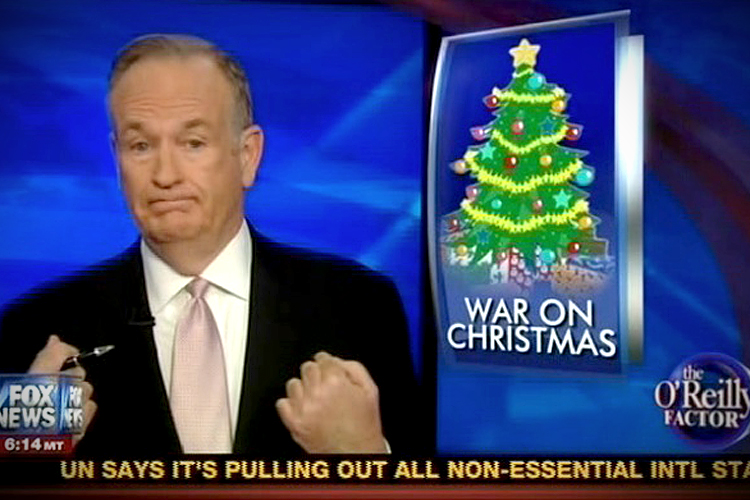 WAR ON
CHRISTMAS
the
O'Reilly
FACTOR
FOX
NEWS
6:14 MT
UN SAYS IT'S PULLING OUT ALL NON-ESSENTIAL INTL